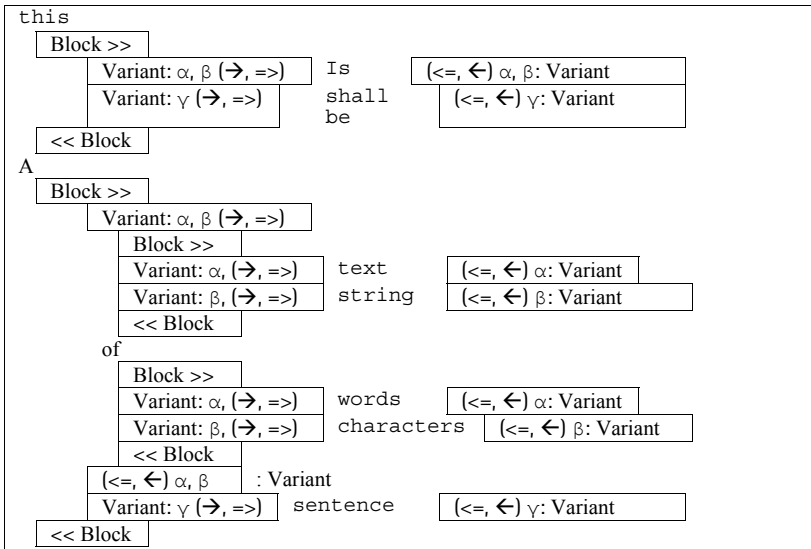 this
Block >>
Variant: α, β (→, =>) Is (<=, ←) α, β: Variant
Variant: γ (→, =>) shall (<=, ←) γ: Variant
be
<< Block
A
Block >>
Variant: α, β (→, =>)
Block >>
Variant: α, (→, =>) text (<=, ←) α: Variant
Variant: β, (→, =>) string (<=, ←) β: Variant
<< Block
of
Block >>
Variant: α, (→, =>) words (<=, ←) α: Variant
Variant: β, (→, =>) characters (<=, ←) β: Variant
<< Block
(<=, ←) α, β : Variant
Variant: γ (→, =>) sentence (<=, ←) γ: Variant
<< Block